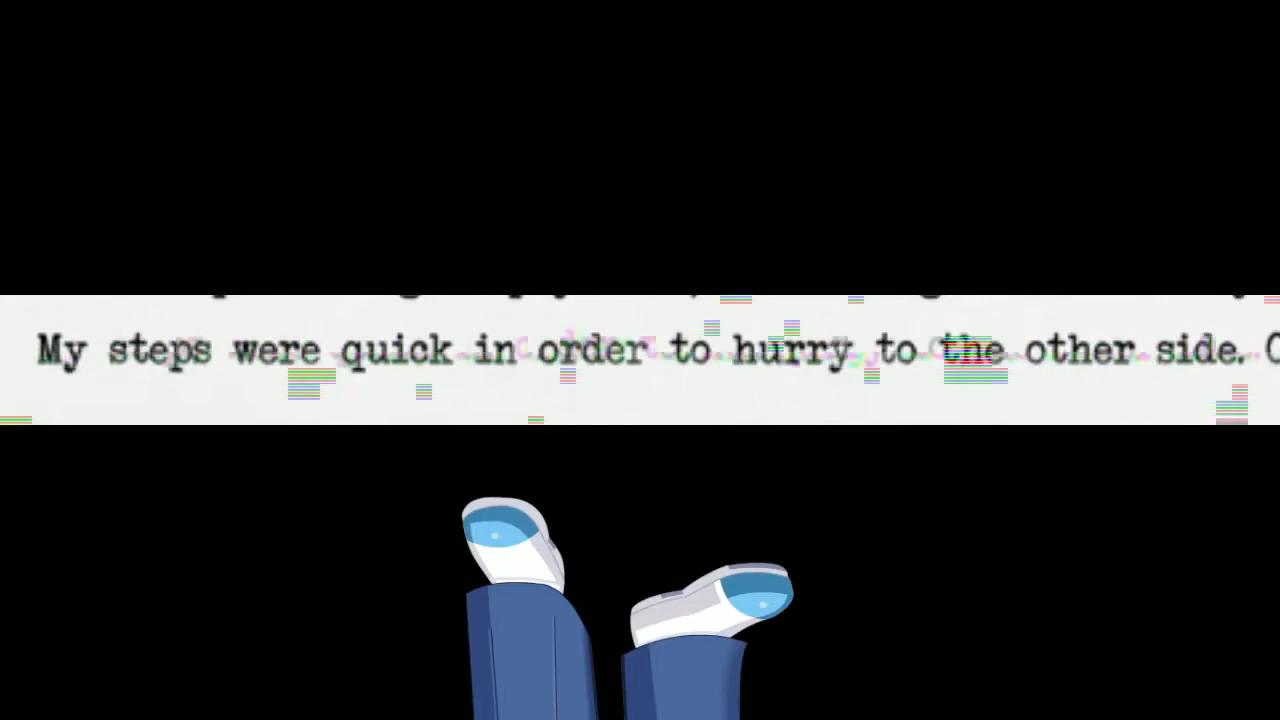 My steps were quick in order to hurry to the other side.